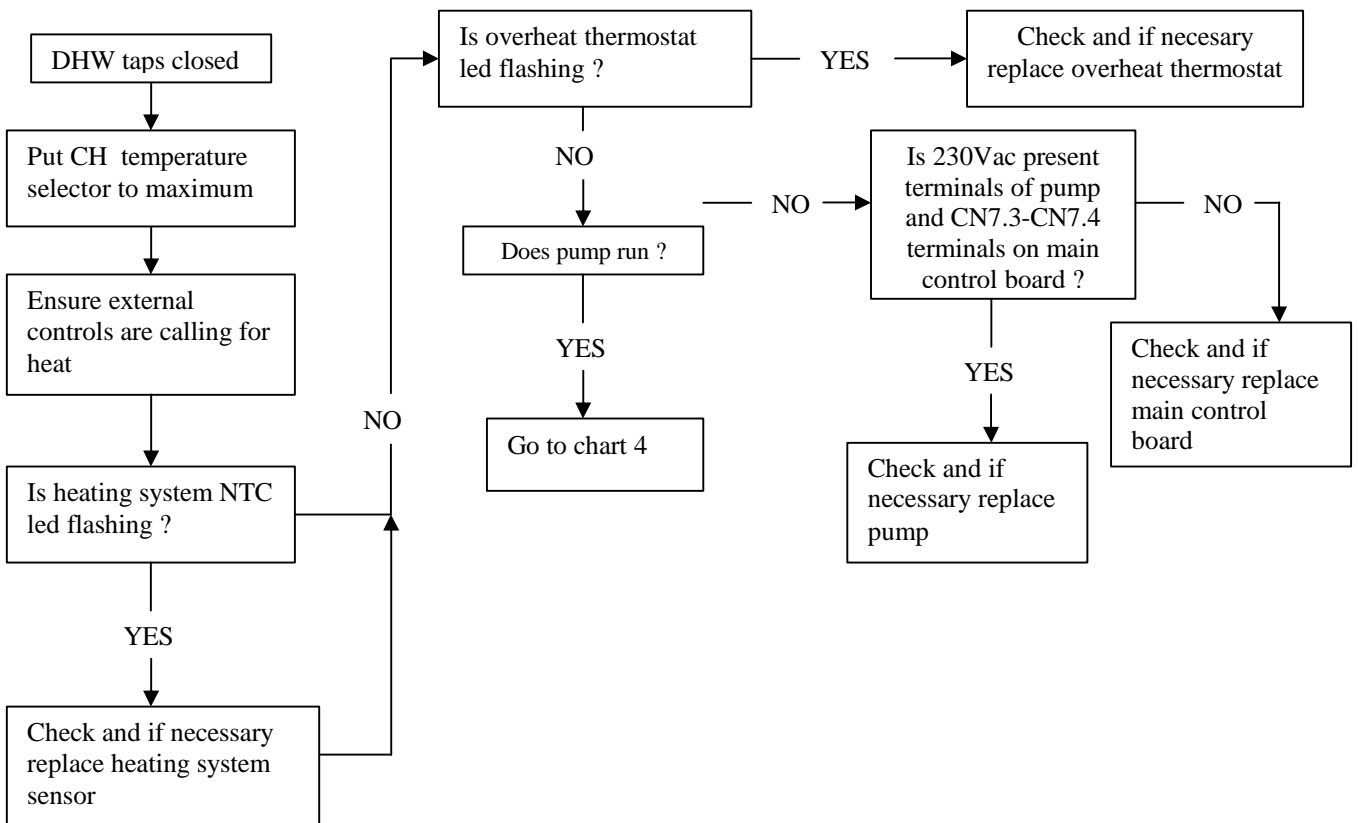 DHW taps closed
Put CH temperature
selector to maximum
Ensure external
controls are calling for
heat
Is heating system NTC
led flashing ?
YES
Check and if necessary
replace heating system
sensor
NO
Is overheat thermostat
led flashing ?
YES
Check and if necesary
replace overheat thermostat
NO
Does pump run ?
YES
Go to chart 4
NO
Is 230Vac present
terminals of pump
and CN7.3-CN7.4
terminals on main
control board ?
YES
Check and if
necessary replace
pump
NO
Check and if
necessary replace
main control
board